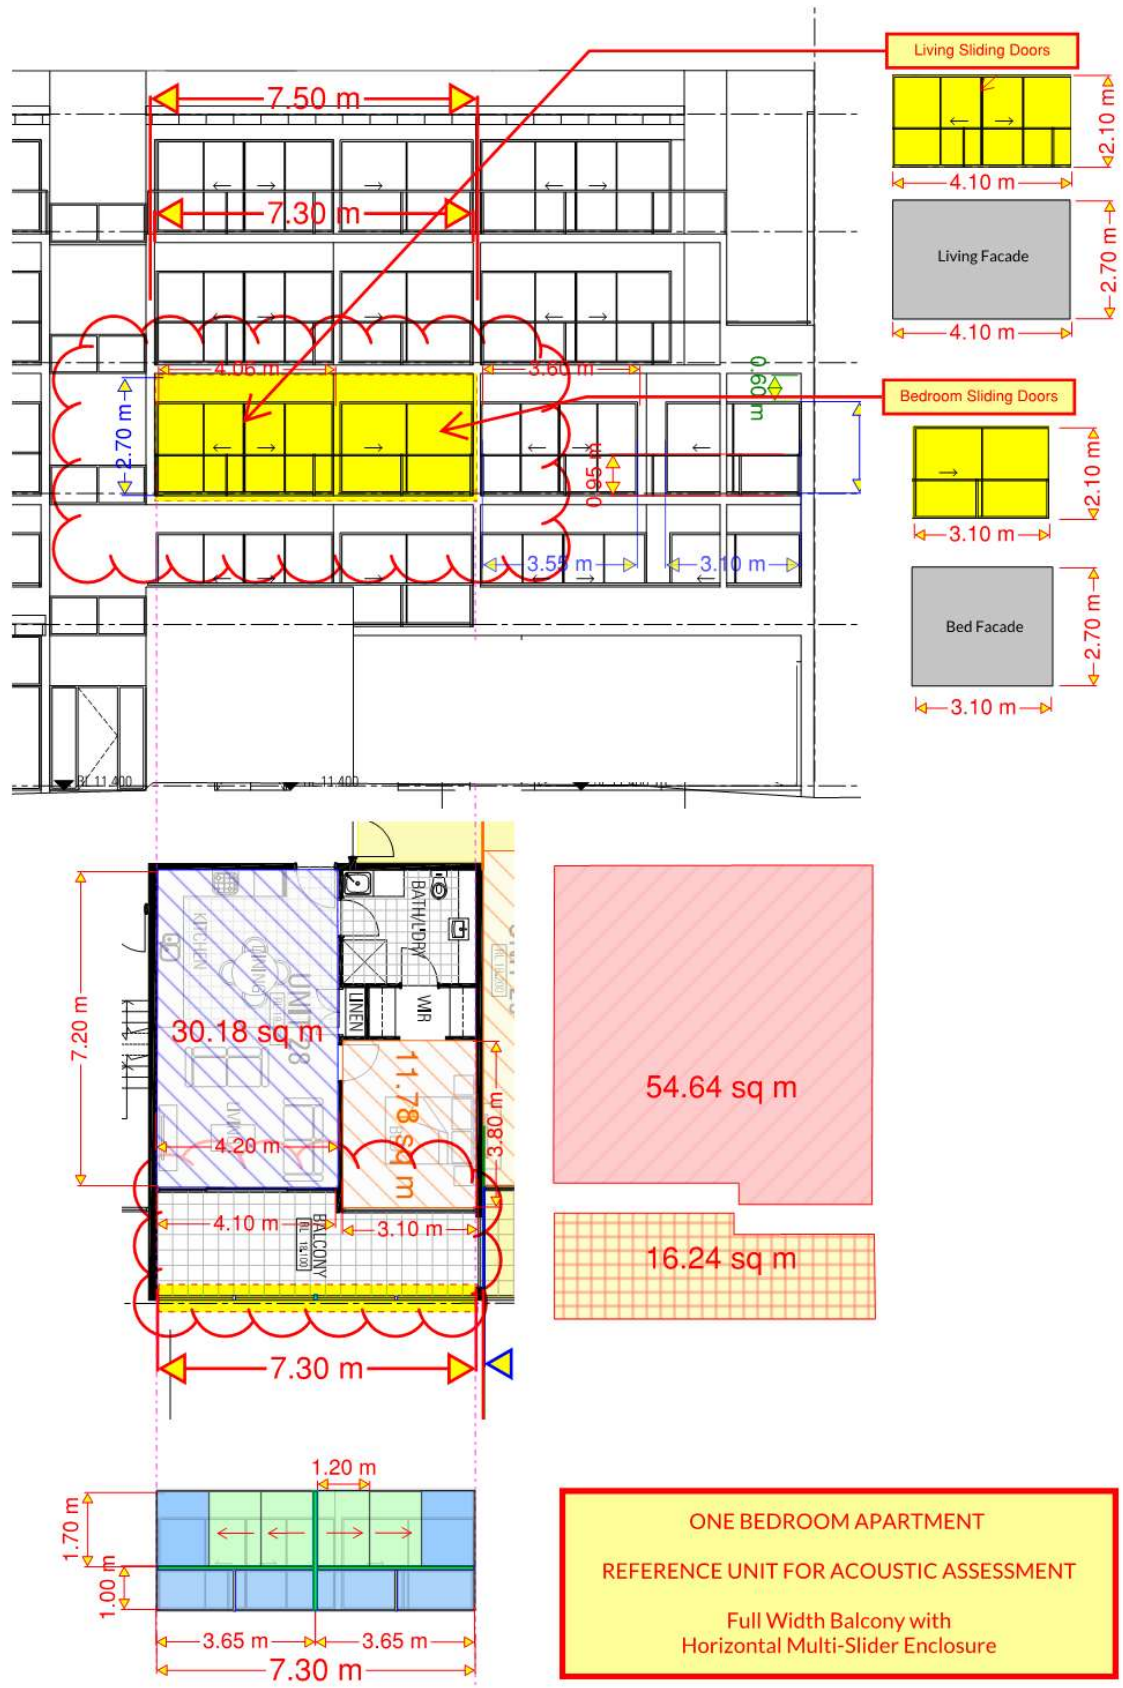 Living Sliding Doors
7.50 m
2.10 m
4.10 m
7.30 m
Living Facade
2.70 m
4.10 m
4.06 m
3.60 m
0.60 m
Bedroom Sliding Doors
2.70 m
0.95 m
2.10 m
3.10 m
3.55 m
3.10 m
Bed Facade
2.70 m
3.10 m
RL 11.400
11.400
BATH/L'DRY
KITCHEN
DINING
UNIT 28
LINEN
WIR
7.20 m
30.18 sq m
11.78 sq m
54.64 sq m
3.80 m
LIVING
4.20 m
4.10 m
3.10 m
BALCONY
RL 18.100
16.24 sq m
7.30 m
1.20 m
1.70 m
1.00 m
3.65 m
3.65 m
7.30 m
ONE BEDROOM APARTMENT
REFERENCE UNIT FOR ACOUSTIC ASSESSMENT
Full Width Balcony with
Horizontal Multi-Slider Enclosure